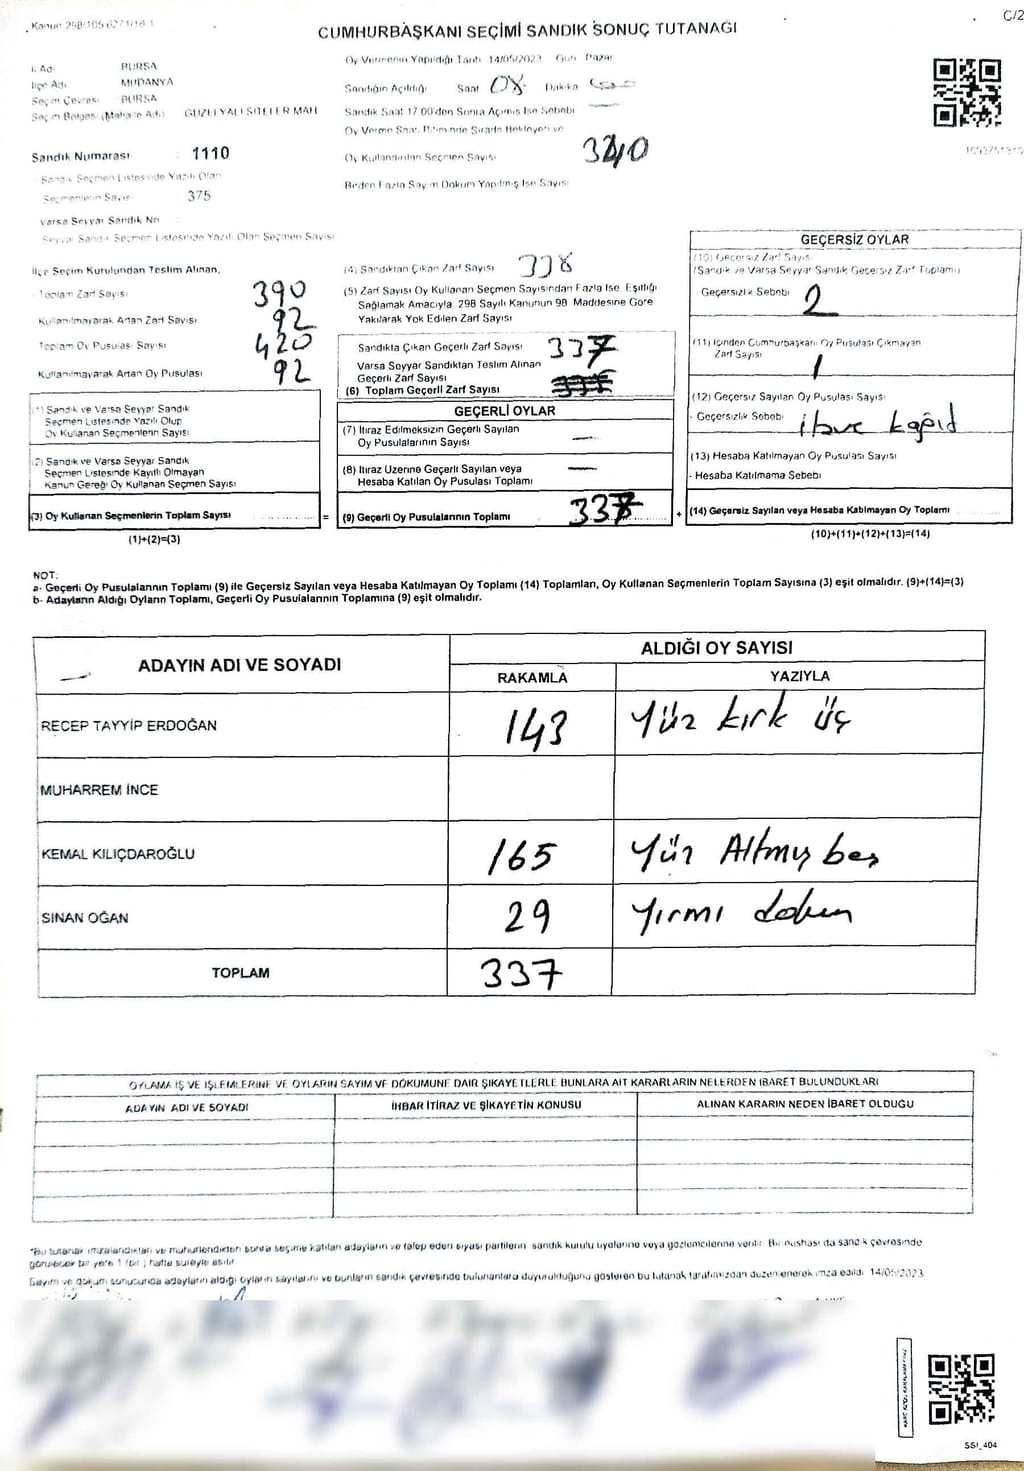 Kanun 298/105
C/2
CUMHURBAŞKANI SEÇİMİ SANDIK SONUÇ TUTANAĞI
İl Adı BURSA
İlçe Adı MUDANYA
Seçim Çevresi BURSA
Seçim Bölgesi (Mahalle Adı) GÜZELYALI SİTELER MAH
Sandık Numarası : 1110
Sandık Seçmen Listesinde Yazılı Olan
Seçmenlerin Sayısı 375
Varsa Seyyar Sandık No
Seyyar Sandık Seçmen Listesinde Yazılı Olan Seçmen Sayısı
Oy Vermenin Yapıldığı Tarih 14/05/2023 Gün Pazar
Sandığın Açıldığı Saat 08 Dakika
Sandık Saat 17.00'den Sonra Açılmış İse Sebebi —
Oy Verme Saati Bitiminde Sırada Bekleyen ve
Oy Kullandırılan Seçmen Sayısı 340
Birden Fazla Sayım Döküm Yapılmış İse Sayısı
İlçe Seçim Kurulundan Teslim Alınan,
Toplam Zarf Sayısı 390
Kullanılmayarak Artan Zarf Sayısı 92
Toplam Oy Pusulası Sayısı 420
Kullanılmayarak Artan Oy Pusulası 92
(1) Sandık ve Varsa Seyyar Sandık
Seçmen Listesinde Yazılı Olup
Oy Kullanan Seçmenlerin Sayısı
(2) Sandık ve Varsa Seyyar Sandık
Seçmen Listesinde Kayıtlı Olmayan
Kanun Gereği Oy Kullanan Seçmen Sayısı
(3) Oy Kullanan Seçmenlerin Toplam Sayısı ............... =
(1)+(2)=(3)
(4) Sandıktan Çıkan Zarf Sayısı 338
(5) Zarf Sayısı Oy Kullanan Seçmen Sayısından Fazla İse, Eşitliği
Sağlamak Amacıyla 298 Sayılı Kanunun 98. Maddesine Göre
Yakılarak Yok Edilen Zarf Sayısı
Sandıkta Çıkan Geçerli Zarf Sayısı 337
Varsa Seyyar Sandıktan Teslim Alınan
Geçerli Zarf Sayısı
(6) Toplam Geçerli Zarf Sayısı
GEÇERLİ OYLAR
(7) İtiraz Edilmeksizin Geçerli Sayılan
Oy Pusulalarının Sayısı —
(8) İtiraz Üzerine Geçerli Sayılan veya
Hesaba Katılan Oy Pusulası Toplamı —
(9) Geçerli Oy Pusulalarının Toplamı 337 +
GEÇERSİZ OYLAR
(10) Geçersiz Zarf Sayısı
(Sandık ve Varsa Seyyar Sandık Geçersiz Zarf Toplamı)
- Geçersizlik Sebebi 2
(11) İçinden Cumhurbaşkanı Oy Pusulası Çıkmayan
Zarf Sayısı 1
(12) Geçersiz Sayılan Oy Pusulası Sayısı
- Geçersizlik Sebebi kağıd
(13) Hesaba Katılmayan Oy Pusulası Sayısı
- Hesaba Katılmama Sebebi
(14) Geçersiz Sayılan veya Hesaba Katılmayan Oy Toplamı ............
(10)+(11)+(12)+(13)=(14)
NOT:
a- Geçerli Oy Pusulalarının Toplamı (9) ile Geçersiz Sayılan veya Hesaba Katılmayan Oy Toplamı (14) Toplamları, Oy Kullanan Seçmenlerin Toplam Sayısına (3) eşit olmalıdır. (9)+(14)=(3)
b- Adayların Aldığı Oyların Toplamı, Geçerli Oy Pusulalarının Toplamına (9) eşit olmalıdır.
ADAYIN ADI VE SOYADI ALDIĞI OY SAYISI
RAKAMLA YAZIYLA
RECEP TAYYİP ERDOĞAN 143 Yüz kırk üç
MUHARREM İNCE
KEMAL KILIÇDAROĞLU 165 Yüz Altmış beş
SİNAN OĞAN 29 Yirmi dokuz
TOPLAM 337
OYLAMA İŞ VE İŞLEMLERİNE VE OYLARIN SAYIM VE DÖKÜMÜNE DAİR ŞİKAYETLERLE BUNLARA AİT KARARLARIN NELERDEN İBARET BULUNDUKLARI
ADAYIN ADI VE SOYADI İHBAR İTİRAZ VE ŞİKAYETİN KONUSU ALINAN KARARIN NEDEN İBARET OLDUĞU
*Bu tutanak imzalandıktan ve mühürlendikten sonra seçime katılan adayların ve talep eden siyasi partilerin sandık kurulu üyelerine veya gözlemcilerine verilir. Bir nüshası da sandık çevresinde
görülecek bir yere 1 (bir) hafta süreyle asılır
Sayım ve döküm sonucunda adayların aldığı oyların sayılarını ve bunların sandık çevresinde bulunanlara duyurulduğunu gösteren bu tutanak tarafımızdan düzenlenerek imza edildi. 14/05/2023
SSI_404